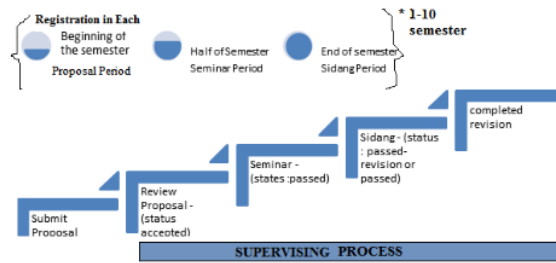 Registration in Each
Beginning of
the semester
Proposal Period
Half of Semester
Seminar Period
End of semester
Sidang Period
* 1-10
semester
Submit
Proposal
Review
Proposal -
(status
accepted)
Seminar -
(states :passed)
Sidang - (status
: passed-
revision or
passed)
completed
revision
SUPERVISING PROCESS